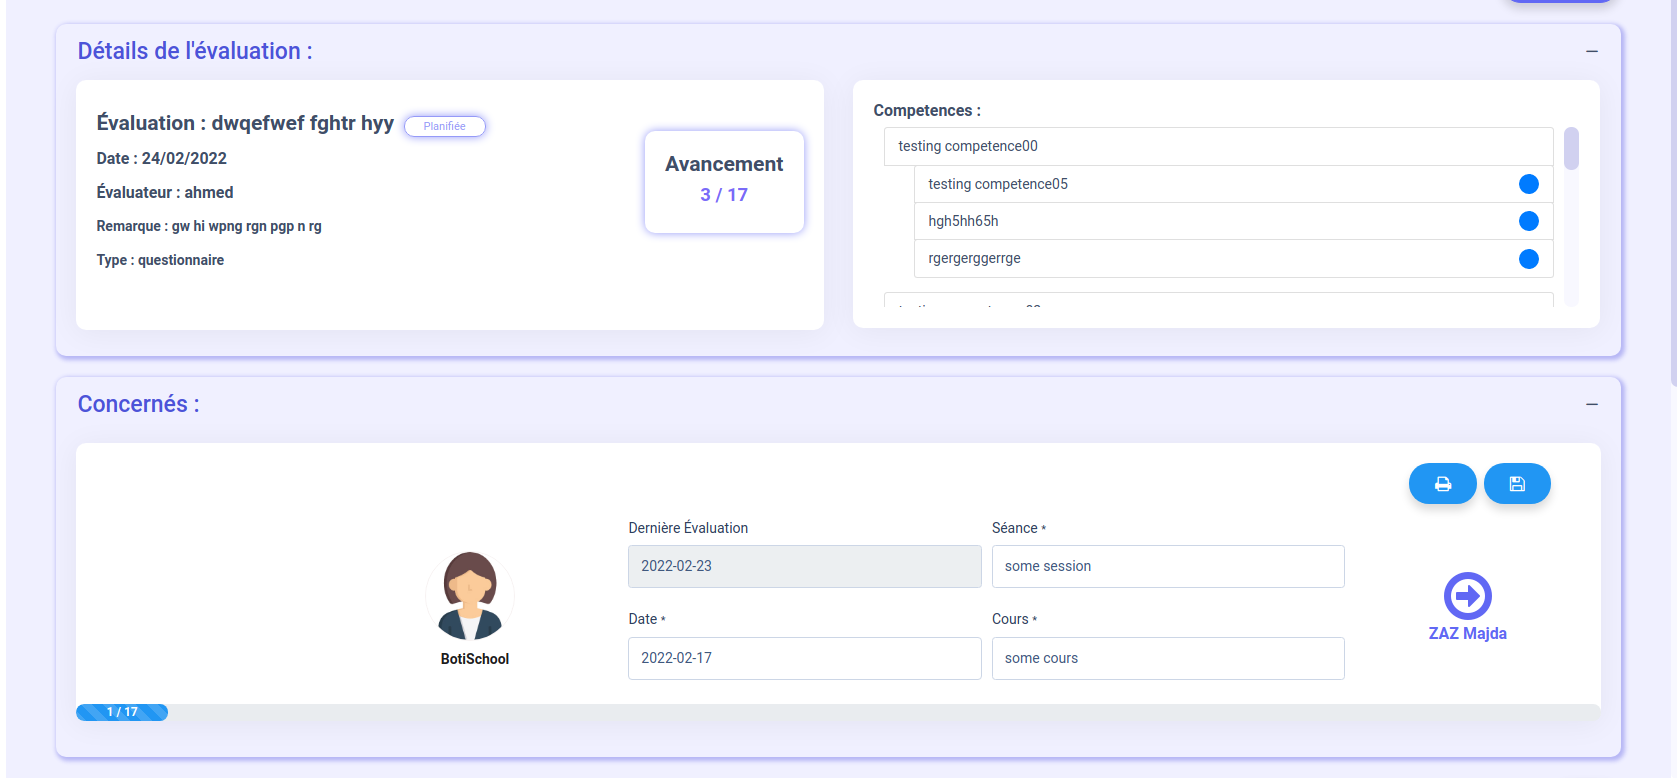 Détails de l'évaluation :
Évaluation : dwqefwef fghtr hyy Planifiée
Date : 24/02/2022
Évaluateur : ahmed
Remarque : gw hi wpng rgn pgp n rg
Type : questionnaire
Avancement
3 / 17
Competences :
testing competence00
testing competence05
hgh5hh65h
rgergerggerrge
Concernés :
BotiSchool
Dernière Évaluation
2022-02-23
Séance *
some session
Date *
2022-02-17
Cours *
some cours
ZAZ Majda
1 / 17